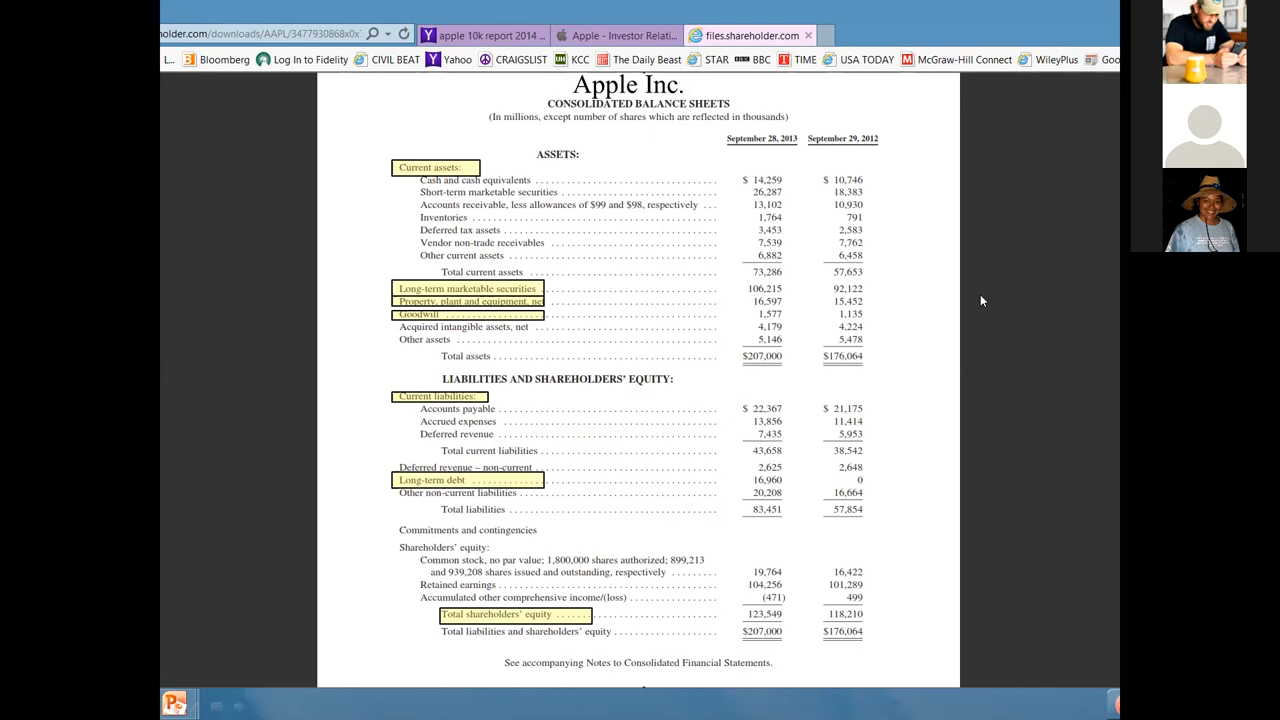 holder.com/downloads/AAPL/3477930868x0x
apple 10k report 2014 ...
Apple - Investor Relati...
files.shareholder.com
L... Bloomberg Log In to Fidelity CIVIL BEAT Yahoo CRAIGSLIST KCC The Daily Beast STAR BBC TIME USA TODAY McGraw-Hill Connect WileyPlus Goo
Apple Inc.
CONSOLIDATED BALANCE SHEETS
(In millions, except number of shares which are reflected in thousands)
September 28, 2013 September 29, 2012
ASSETS:
Current assets:
Cash and cash equivalents $ 14,259 $ 10,746
Short-term marketable securities 26,287 18,383
Accounts receivable, less allowances of $99 and $98, respectively 13,102 10,930
Inventories 1,764 791
Deferred tax assets 3,453 2,583
Vendor non-trade receivables 7,539 7,762
Other current assets 6,882 6,458
Total current assets 73,286 57,653
Long-term marketable securities 106,215 92,122
Property, plant and equipment, net 16,597 15,452
Goodwill 1,577 1,135
Acquired intangible assets, net 4,179 4,224
Other assets 5,146 5,478
Total assets $207,000 $176,064
LIABILITIES AND SHAREHOLDERS' EQUITY:
Current liabilities:
Accounts payable $ 22,367 $ 21,175
Accrued expenses 13,856 11,414
Deferred revenue 7,435 5,953
Total current liabilities 43,658 38,542
Deferred revenue – non-current 2,625 2,648
Long-term debt 16,960 0
Other non-current liabilities 20,208 16,664
Total liabilities 83,451 57,854
Commitments and contingencies
Shareholders' equity:
Common stock, no par value; 1,800,000 shares authorized; 899,213
and 939,208 shares issued and outstanding, respectively 19,764 16,422
Retained earnings 104,256 101,289
Accumulated other comprehensive income/(loss) (471) 499
Total shareholders' equity 123,549 118,210
Total liabilities and shareholders' equity $207,000 $176,064
See accompanying Notes to Consolidated Financial Statements.